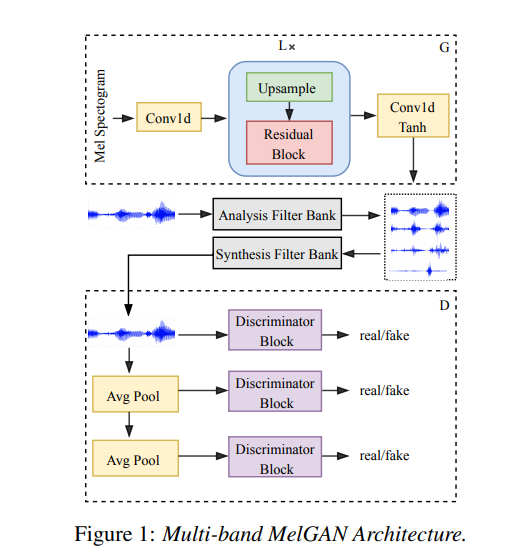 L×
G
Mel Spectogram
Conv1d
Upsample
Residual
Block
Conv1d
Tanh
Analysis Filter Bank
Synthesis Filter Bank
D
Discriminator
Block
real/fake
Avg Pool
Discriminator
Block
real/fake
Avg Pool
Discriminator
Block
real/fake
Figure 1: Multi-band MelGAN Architecture.